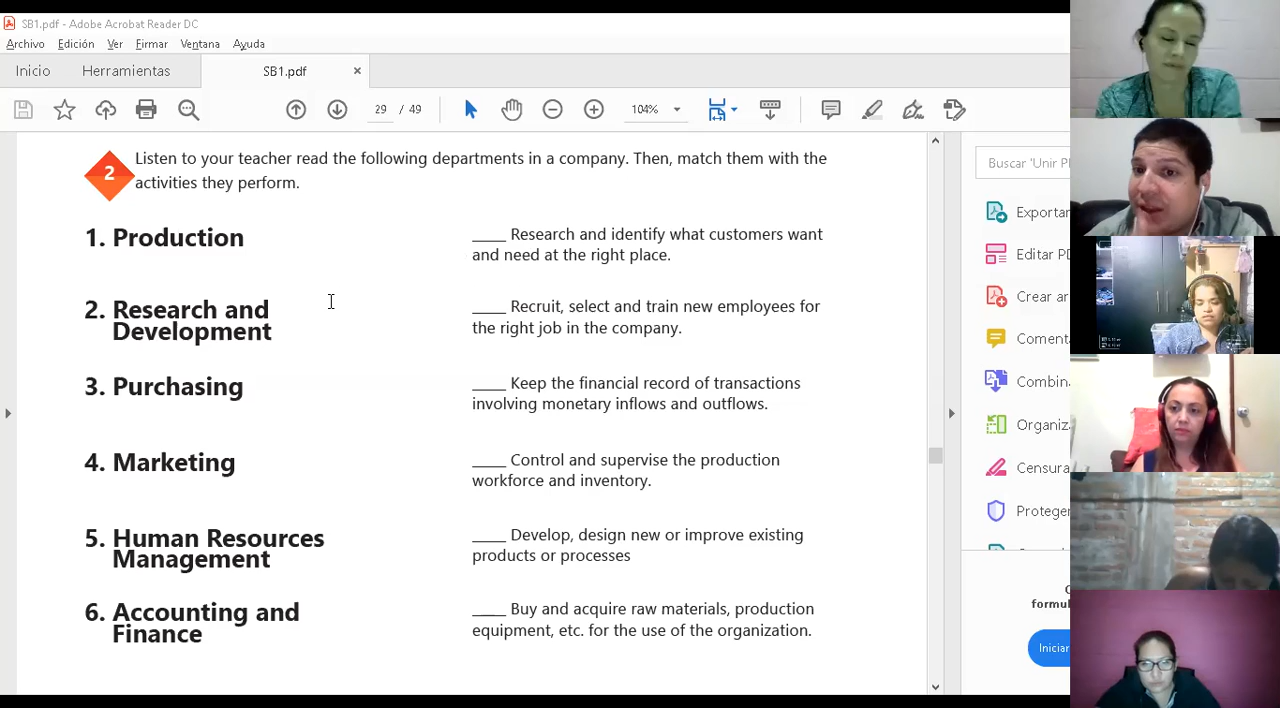 SB1.pdf - Adobe Acrobat Reader DC
Archivo Edición Ver Firmar Ventana Ayuda
Inicio Herramientas SB1.pdf ×
29 / 49 104%
2 Listen to your teacher read the following departments in a company. Then, match them with the
activities they perform.
1. Production
____ Research and identify what customers want
and need at the right place.
2. Research and
Development
____ Recruit, select and train new employees for
the right job in the company.
3. Purchasing
____ Keep the financial record of transactions
involving monetary inflows and outflows.
4. Marketing
____ Control and supervise the production
workforce and inventory.
5. Human Resources
Management
____ Develop, design new or improve existing
products or processes
6. Accounting and
Finance
____ Buy and acquire raw materials, production
equipment, etc. for the use of the organization.
Buscar 'Unir P
Exportar
Editar PD
Crear ar
Coment
Combin
Organiz
Censura
Proteger
formul
Iniciar